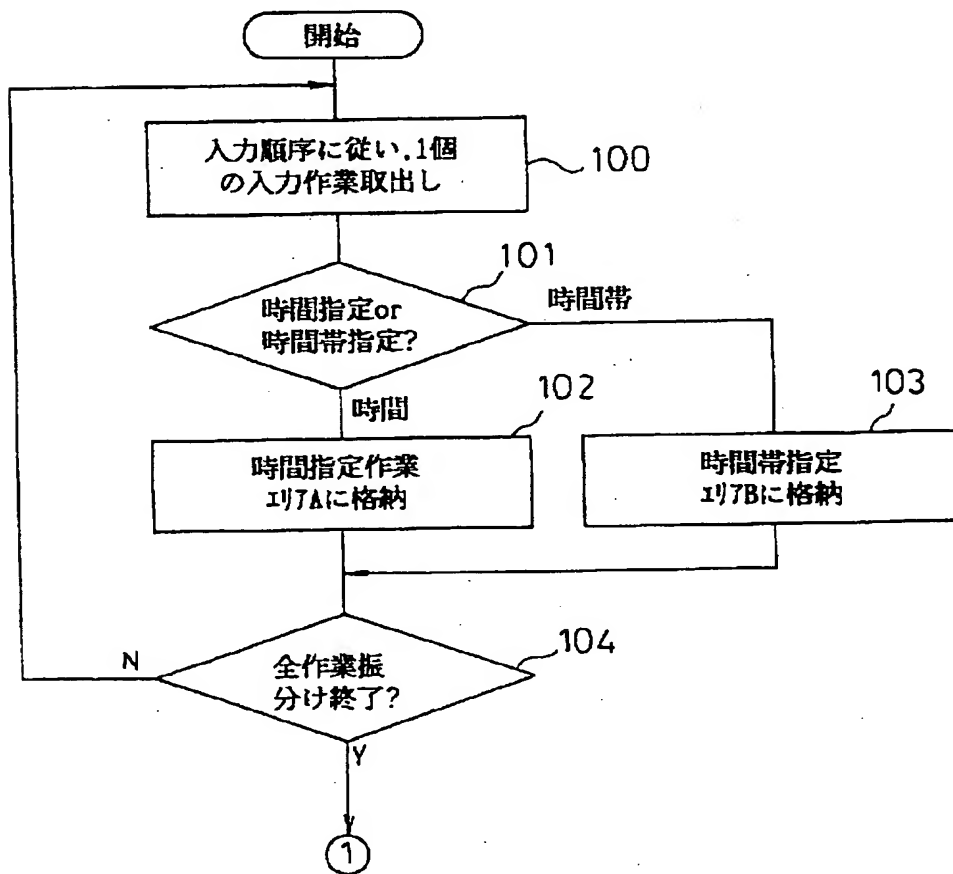 開始
入力順序に従い、1個
の入力作業取出し
100
101
時間指定or
時間帯指定?
時間帯
時間
102
時間指定作業
エリアAに格納
103
時間帯指定
エリアBに格納
104
全作業振
分け終了?
N
Y
1